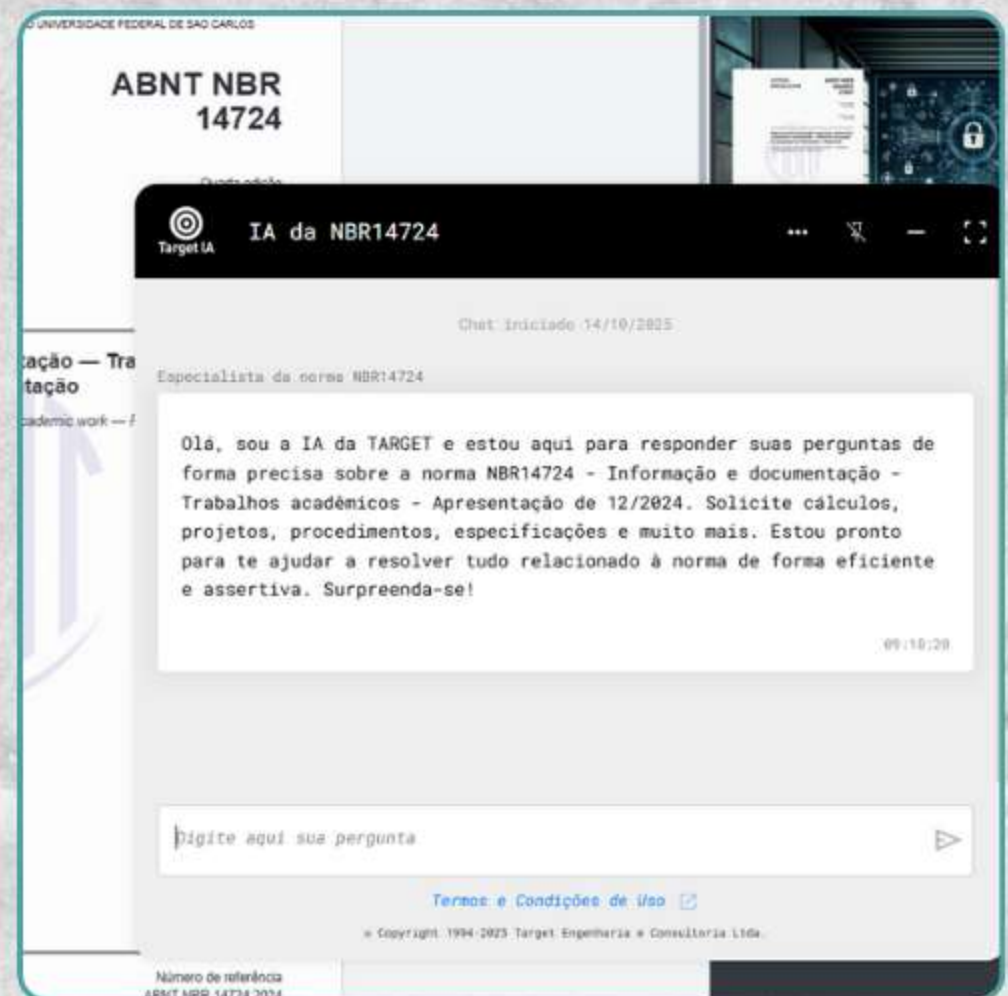 UNIVERSIDADE FEDERAL DE SAO CARLOS
ABNT NBR
14724
Quarta edição
Target IA
IA da NBR14724
Chat iniciado 14/10/2025
ação — Tra
tação
ademic work —
Especialista da norma NBR14724
Olá, sou a IA da TARGET e estou aqui para responder suas perguntas de
forma precisa sobre a norma NBR14724 - Informação e documentação -
Trabalhos acadêmicos - Apresentação de 12/2024. Solicite cálculos,
projetos, procedimentos, especificações e muito mais. Estou pronto
para te ajudar a resolver tudo relacionado à norma de forma eficiente
e assertiva. Surpreenda-se!
09:10:20
Digite aqui sua pergunta
Termos e Condições de Uso
© Copyright 1994-2025 Target Engenharia e Consultoria Ltda.
Número de referência
ABNT NBR 14724:2024